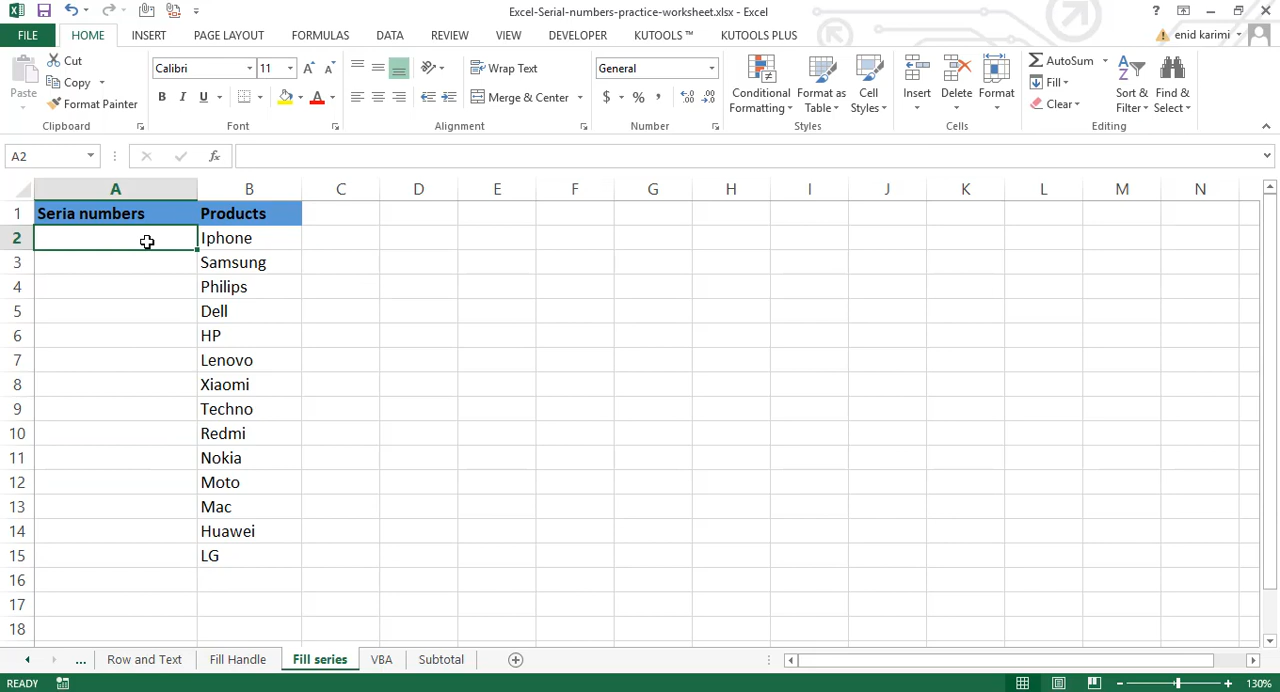 Excel-Serial-numbers-practice-worksheet.xlsx - Excel
?
FILE HOME INSERT PAGE LAYOUT FORMULAS DATA REVIEW VIEW DEVELOPER KUTOOLS ™ KUTOOLS PLUS enid karimi
Paste
Cut
Copy
Format Painter
Clipboard
Calibri 11
B I U
Font
Wrap Text
Merge & Center
Alignment
General
$ % ,
Number
Conditional Formatting
Format as Table
Cell Styles
Styles
Insert
Delete
Format
Cells
AutoSum
Fill
Clear
Sort & Filter
Find & Select
Editing
A2 fx
A B C D E F G H I J K L M N
1 Seria numbers Products
2 Iphone
3 Samsung
4 Philips
5 Dell
6 HP
7 Lenovo
8 Xiaomi
9 Techno
10 Redmi
11 Nokia
12 Moto
13 Mac
14 Huawei
15 LG
16
17
18
... Row and Text Fill Handle Fill series VBA Subtotal
READY 130%